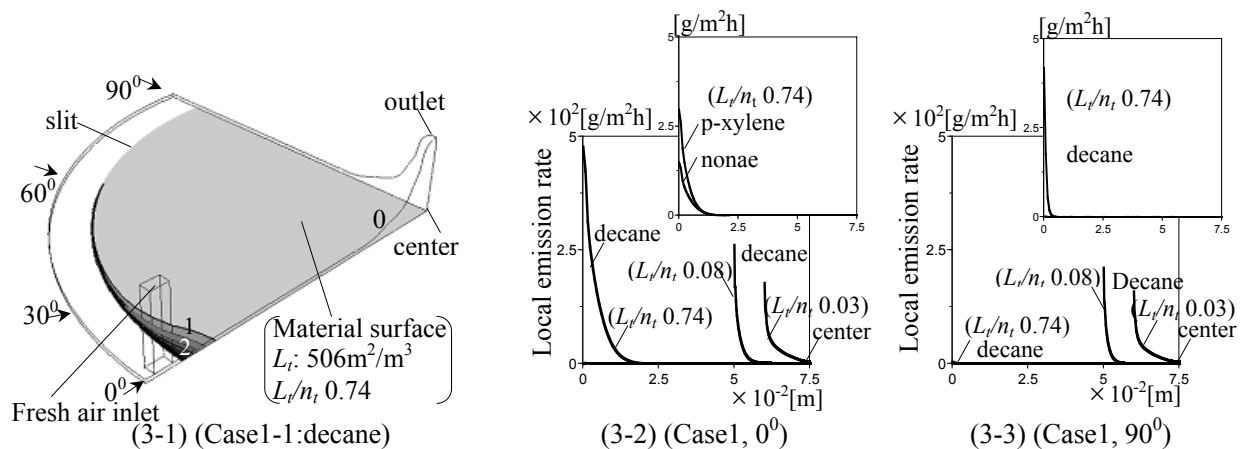 90⁰
slit
60⁰
30⁰
0⁰
Fresh air inlet
outlet
0
center
1
2
Material surface
Lₜ: 506m²/m³
Lₜ/nₜ 0.74
(3-1) (Case1-1:decane)
[g/m²h]
5
2.5
0
(Lₜ/nₜ 0.74)
p-xylene
nonae
0 2.5 5 7.5
×10²[g/m²h]
Local emission rate
5
2.5
0
decane
(Lₜ/nₜ 0.74)
(Lₜ/nₜ 0.08)
decane
(Lₜ/nₜ 0.03)
center
0 2.5 5 7.5
×10⁻²[m]
(3-2) (Case1, 0⁰)
[g/m²h]
5
2.5
0
(Lₜ/nₜ 0.74)
decane
0 2.5 5 7.5
×10²[g/m²h]
Local emission rate
5
2.5
0
(Lₜ/nₜ 0.74)
decane
(Lₜ/nₜ 0.08)
Decane
(Lₜ/nₜ 0.03)
center
0 2.5 5 7.5
×10⁻²[m]
(3-3) (Case1, 90⁰)